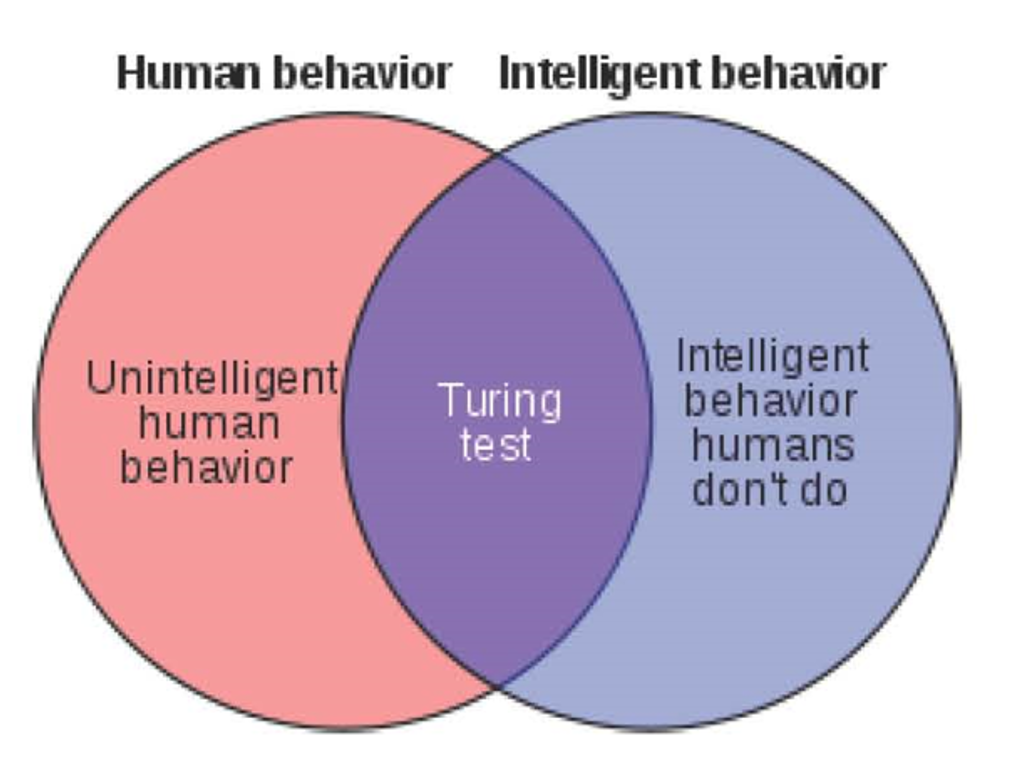 Human behavior
Intelligent behavior
Unintelligent
human
behavior
Turing
test
Intelligent
behavior
humans
don't do